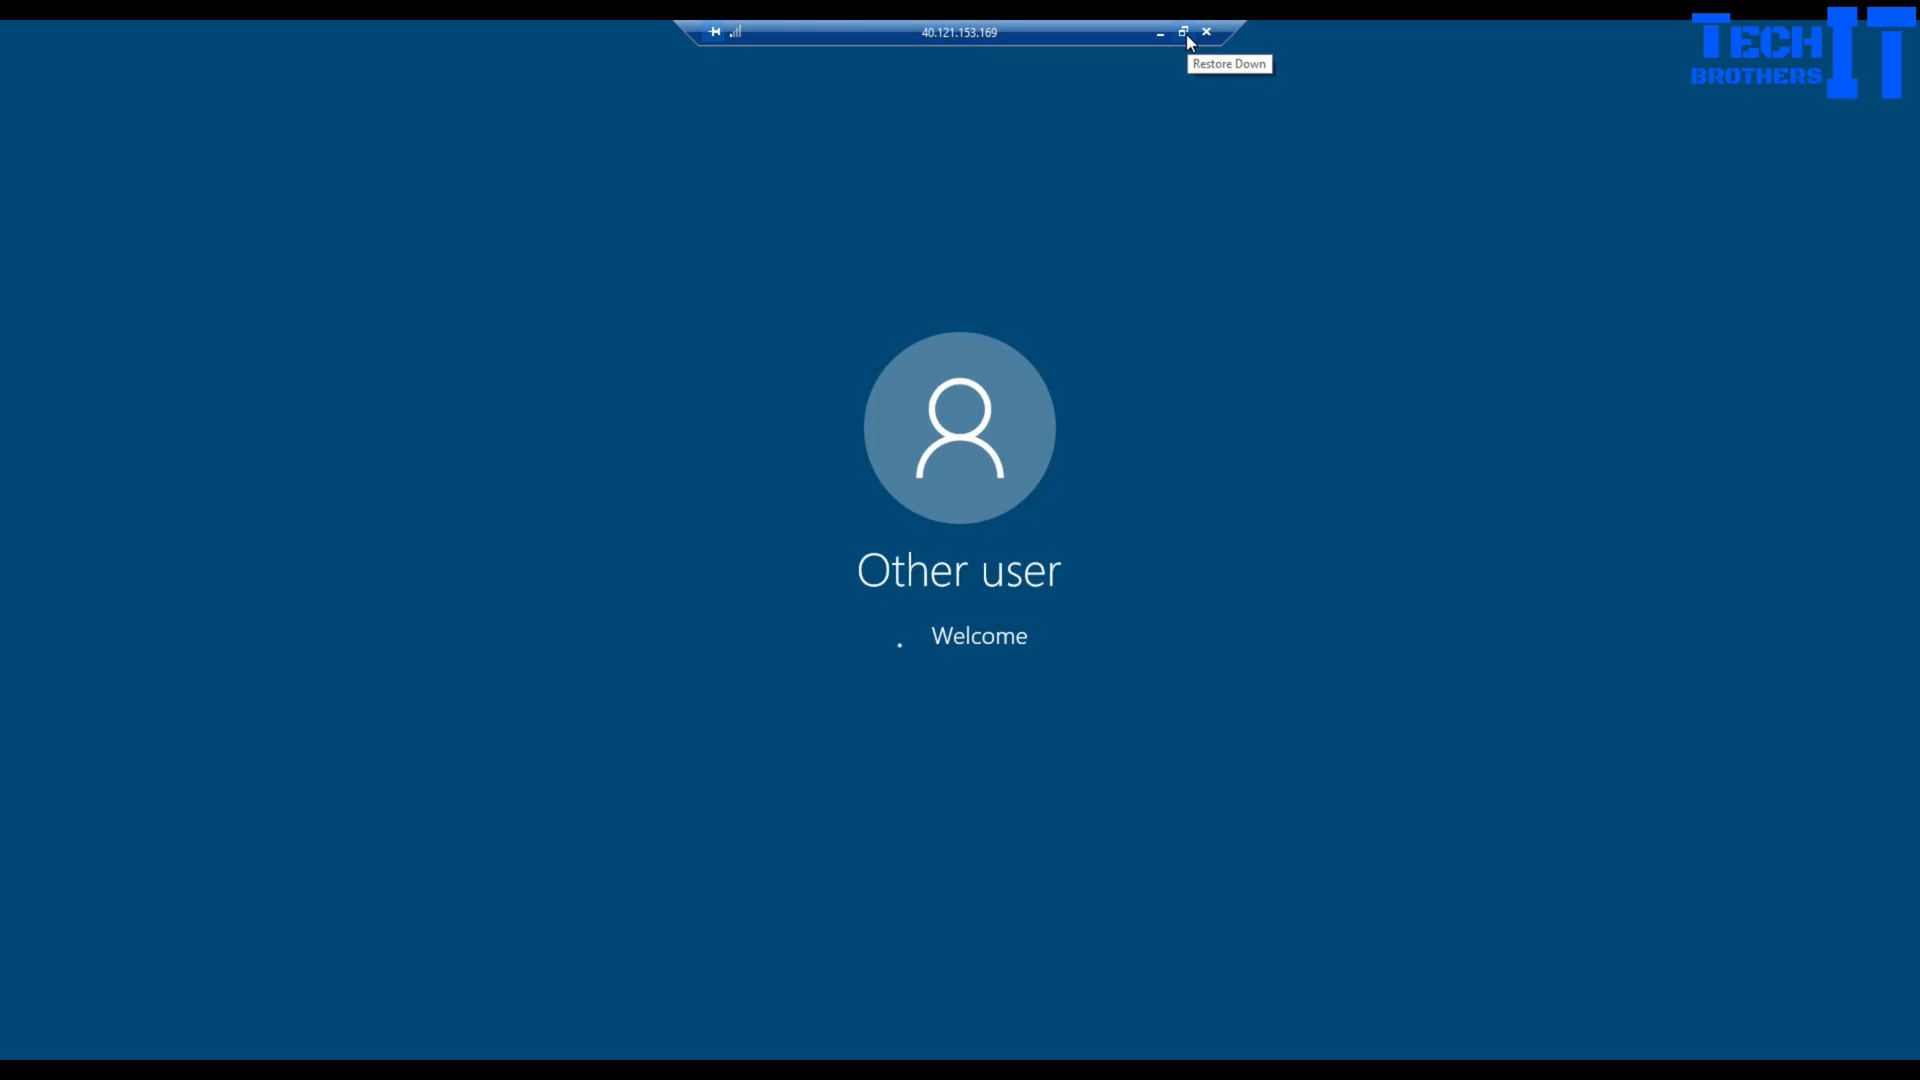 40.121.153.169
Restore Down
TECH IT
BROTHERS
Other user
Welcome